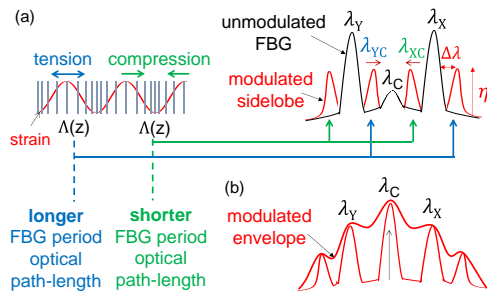 (a)
tension
compression
strain
Λ(z)
Λ(z)
longer
FBG period
optical
path-length
shorter
FBG period
optical
path-length
unmodulated
FBG
modulated
sidelobe
λY
λYC
λC
λXC
λX
Δλ
η
(b)
modulated
envelope
λY
λC
λX